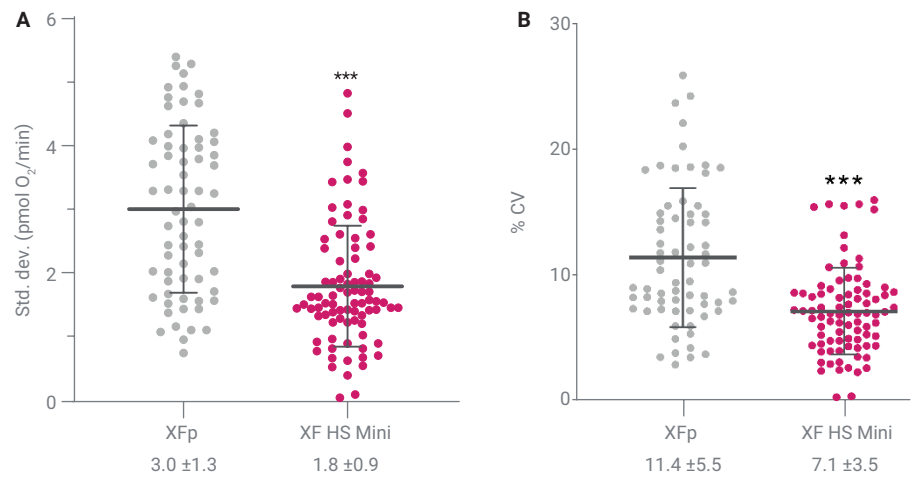 A
Std. dev. (pmol O₂/min)
6
4
2
0
***
XFp
XF HS Mini
3.0 ±1.3
1.8 ±0.9
B
% CV
30
20
10
0
***
XFp
XF HS Mini
11.4 ±5.5
7.1 ±3.5